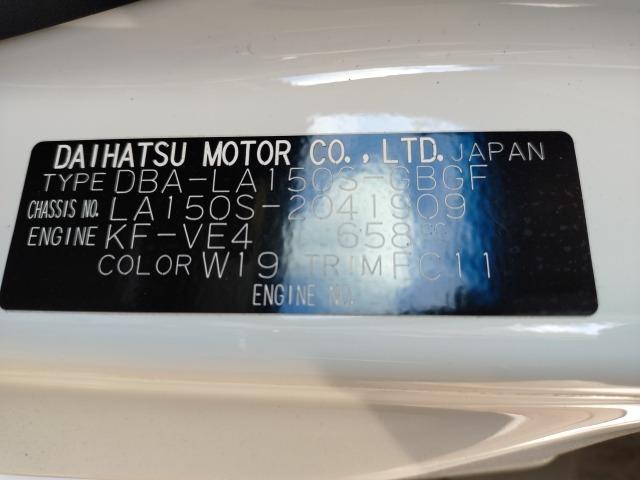 DAIHATSU MOTOR CO., LTD. JAPAN
TYPE DBA-LA150S-GBGF
CHASSIS NO. LA150S-2041909
ENGINE KF-VE4 658CC
COLOR W19 TRIM FC11
ENGINE NO.